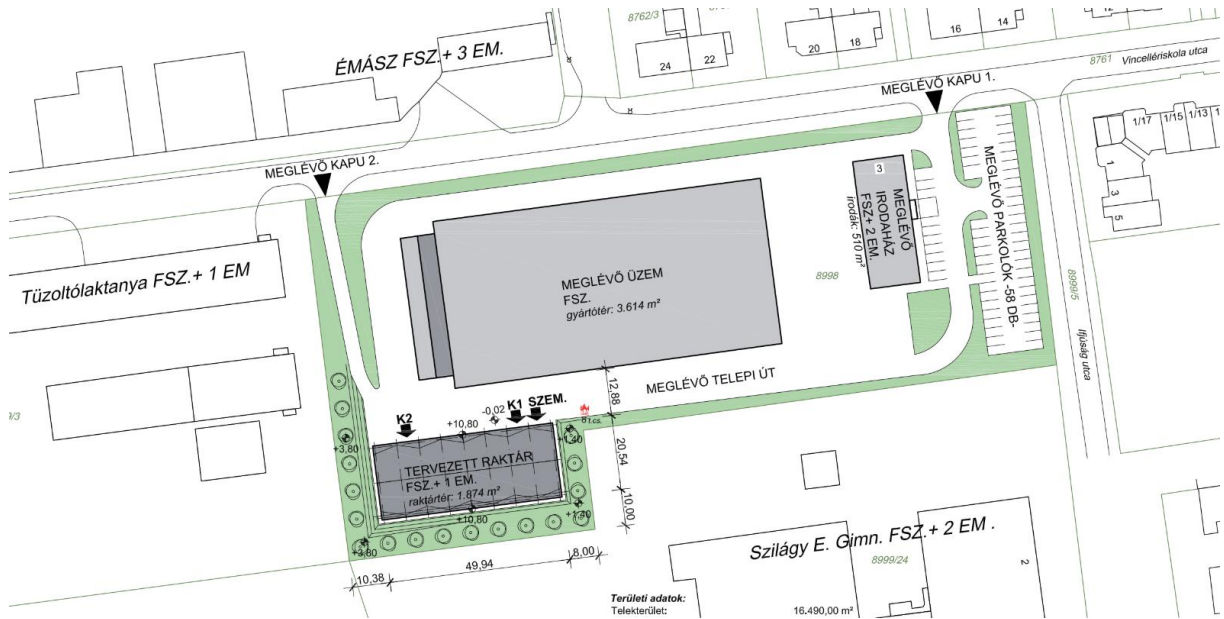 8762/3
ÉMÁSZ FSZ.+ 3 EM.
24
22
20
18
16
14
12
8761
Vincellériskola utca
MEGLÉVŐ KAPU 1.
MEGLÉVŐ KAPU 2.
1/17
1/15
1/13
1
3
5
3
MEGLÉVŐ
IRODAHÁZ
FSZ+ 2 EM.
irodák: 510 m²
MEGLÉVŐ PARKOLÓK -58 DB-
Tüzoltólaktanya FSZ.+ 1 EM
MEGLÉVŐ ÜZEM
FSZ.
gyártótér: 3.614 m²
8998
8999/5
Ifjúság utca
MEGLÉVŐ TELEPI ÚT
12,88
-0,02
K1 SZEM.
K2
+10,80
t.cs.
+3,80
+1,40
TERVEZETT RAKTÁR
FSZ.+ 1 EM.
raktártér: 1.874 m²
20,54
10,00
+10,80
+1,40
+3,80
10,38
49,94
8,00
Szilágy E. Gimn. FSZ.+ 2 EM .
8999/24
2
Területi adatok:
Telekterület: 16.490,00 m²